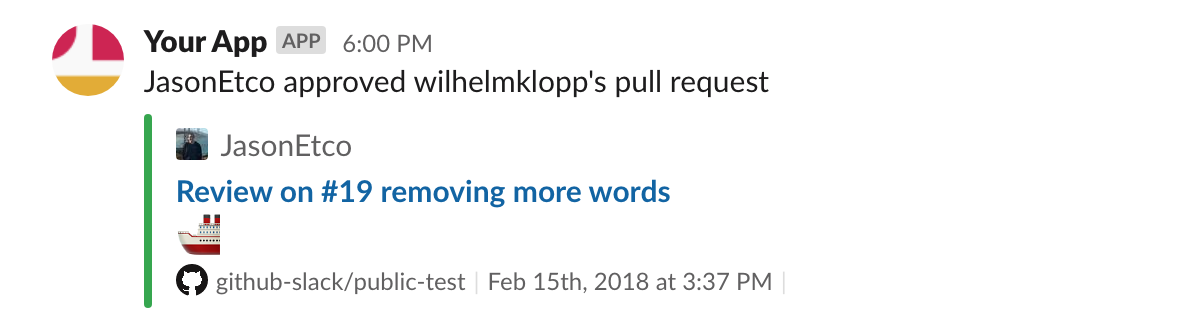 Your App APP 6:00 PM
JasonEtco approved wilhelmklopp's pull request
JasonEtco
Review on #19 removing more words
github-slack/public-test | Feb 15th, 2018 at 3:37 PM |